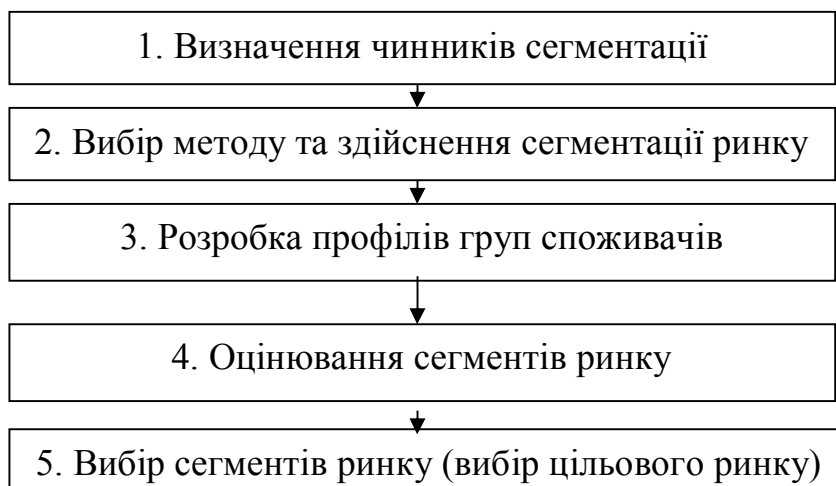 1. Визначення чинників сегментації
2. Вибір методу та здійснення сегментації ринку
3. Розробка профілів груп споживачів
4. Оцінювання сегментів ринку
5. Вибір сегментів ринку (вибір цільового ринку)